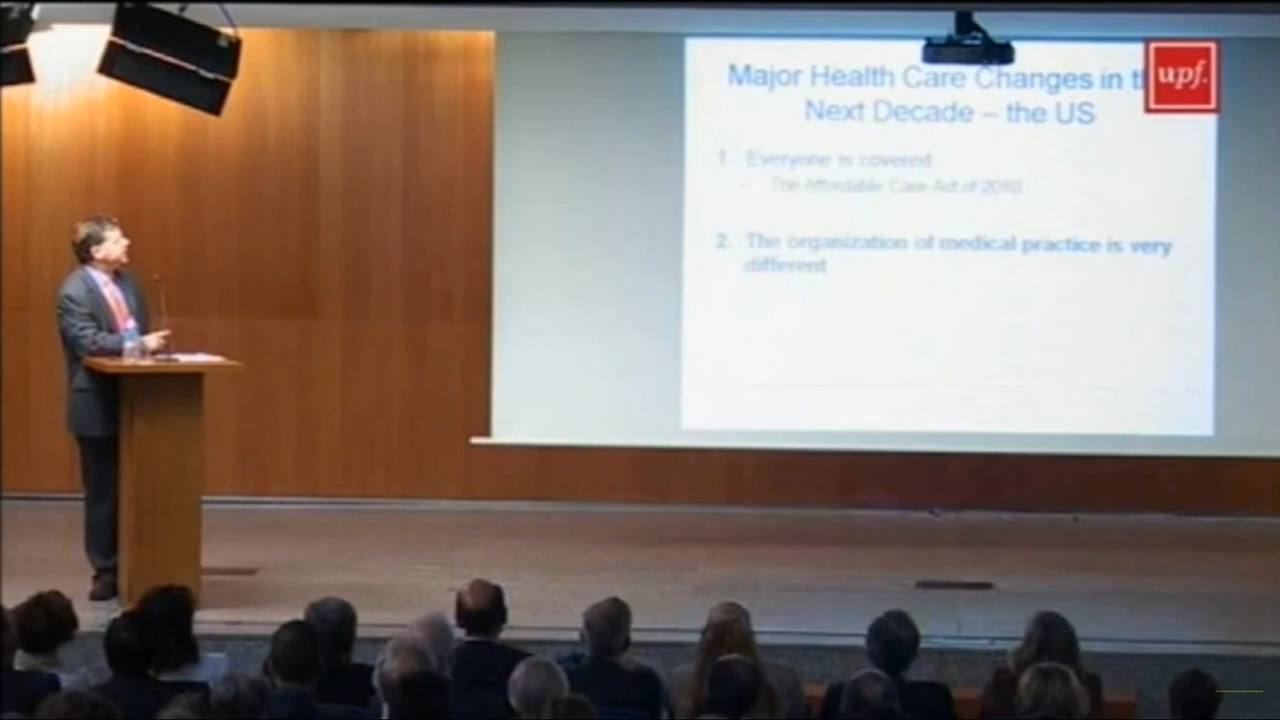 Major Health Care Changes in th
Next Decade – the US
upf.
1. Everyone is covered
– The Affordable Care Act of 2010
2. The organization of medical practice is very
different